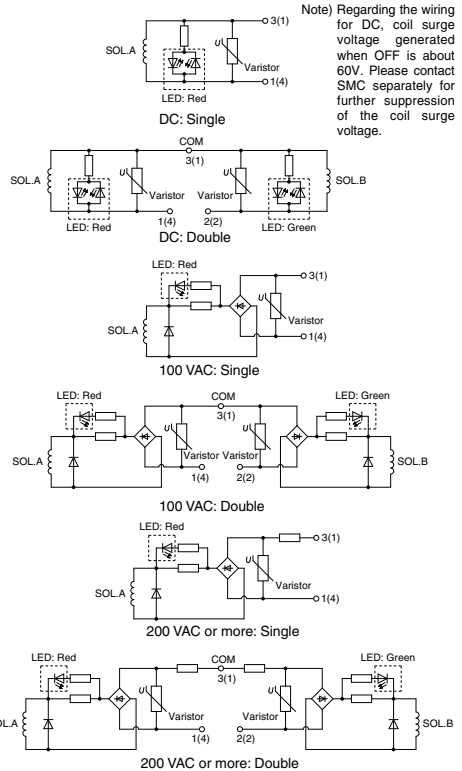 3(1)
SOL.A
Varistor
1(4)
LED: Red
DC: Single
Note) Regarding the wiring
for DC, coil surge
voltage generated
when OFF is about
60V. Please contact
SMC separately for
further suppression
of the coil surge
voltage.
COM
3(1)
SOL.A
SOL.B
Varistor
Varistor
LED: Red
1(4)
2(2)
LED: Green
DC: Double
LED: Red
3(1)
Varistor
SOL.A
1(4)
100 VAC: Single
LED: Red
COM
LED: Green
3(1)
SOL.A
Varistor
Varistor
SOL.B
1(4)
2(2)
100 VAC: Double
LED: Red
3(1)
Varistor
SOL.A
1(4)
200 VAC or more: Single
LED: Red
COM
LED: Green
3(1)
OL.A
Varistor
Varistor
SOL.B
1(4)
2(2)
200 VAC or more: Double